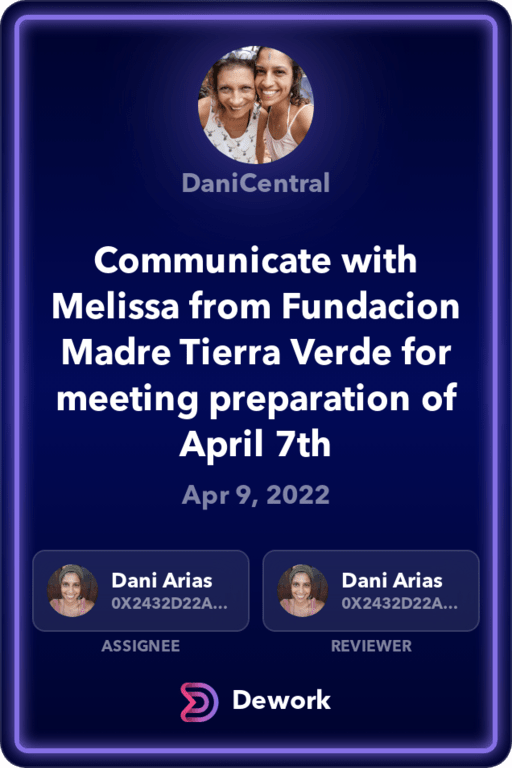 DaniCentral
Communicate with
Melissa from Fundacion
Madre Tierra Verde for
meeting preparation of
April 7th
Apr 9, 2022
Dani Arias
0X2432D22A...
ASSIGNEE
Dani Arias
0X2432D22A...
REVIEWER
Dework